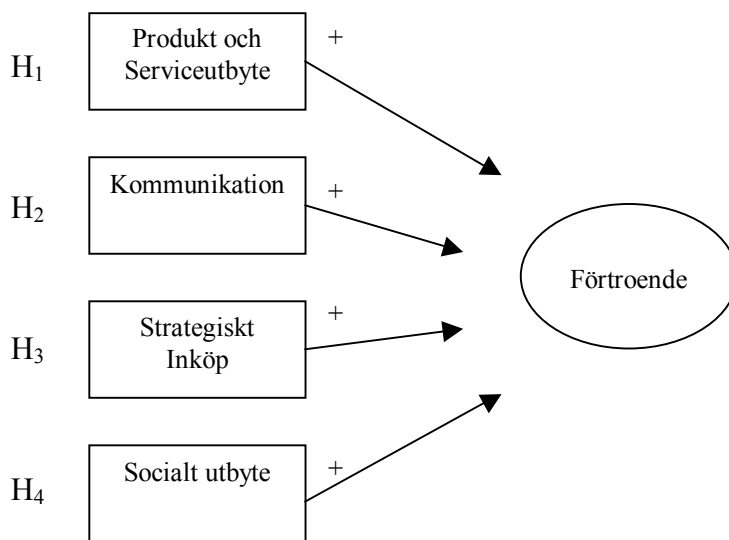 +
Produkt och
Serviceutbyte
H₁
Kommunikation
+
H₂
Förtroende
+
Strategiskt
Inköp
H₃
+
Socialt utbyte
H₄